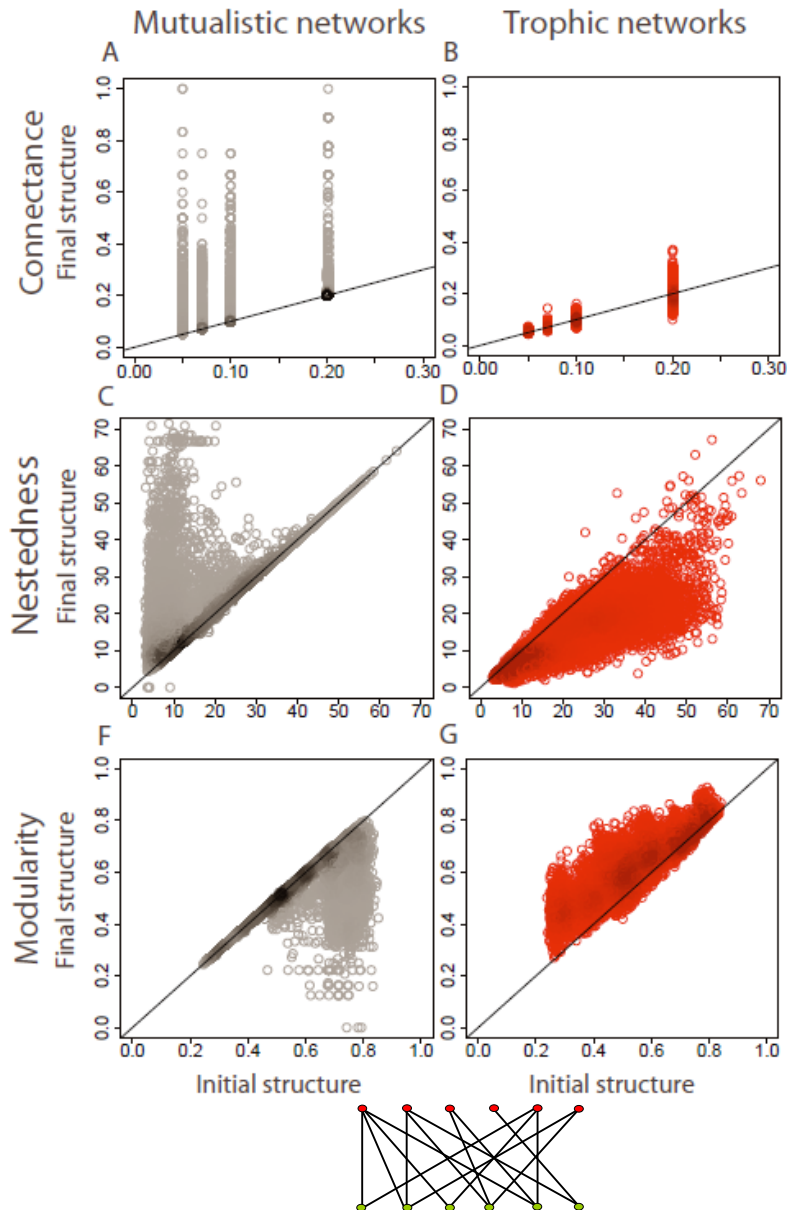 Mutualistic networks Trophic networks
A B
Connectance
Final structure
1.0
0.8
0.6
0.4
0.2
0.0
0.00 0.10 0.20 0.30
1.0
0.8
0.6
0.4
0.2
0.0
0.00 0.10 0.20 0.30
C D
Nestedness
Final structure
70
60
50
40
30
20
10
0
0 10 20 30 40 50 60 70
70
60
50
40
30
20
10
0
0 10 20 30 40 50 60 70
F G
Modularity
Final structure
1.0
0.8
0.6
0.4
0.2
0.0
0.0 0.2 0.4 0.6 0.8 1.0
1.0
0.8
0.6
0.4
0.2
0.0
0.0 0.2 0.4 0.6 0.8 1.0
Initial structure Initial structure